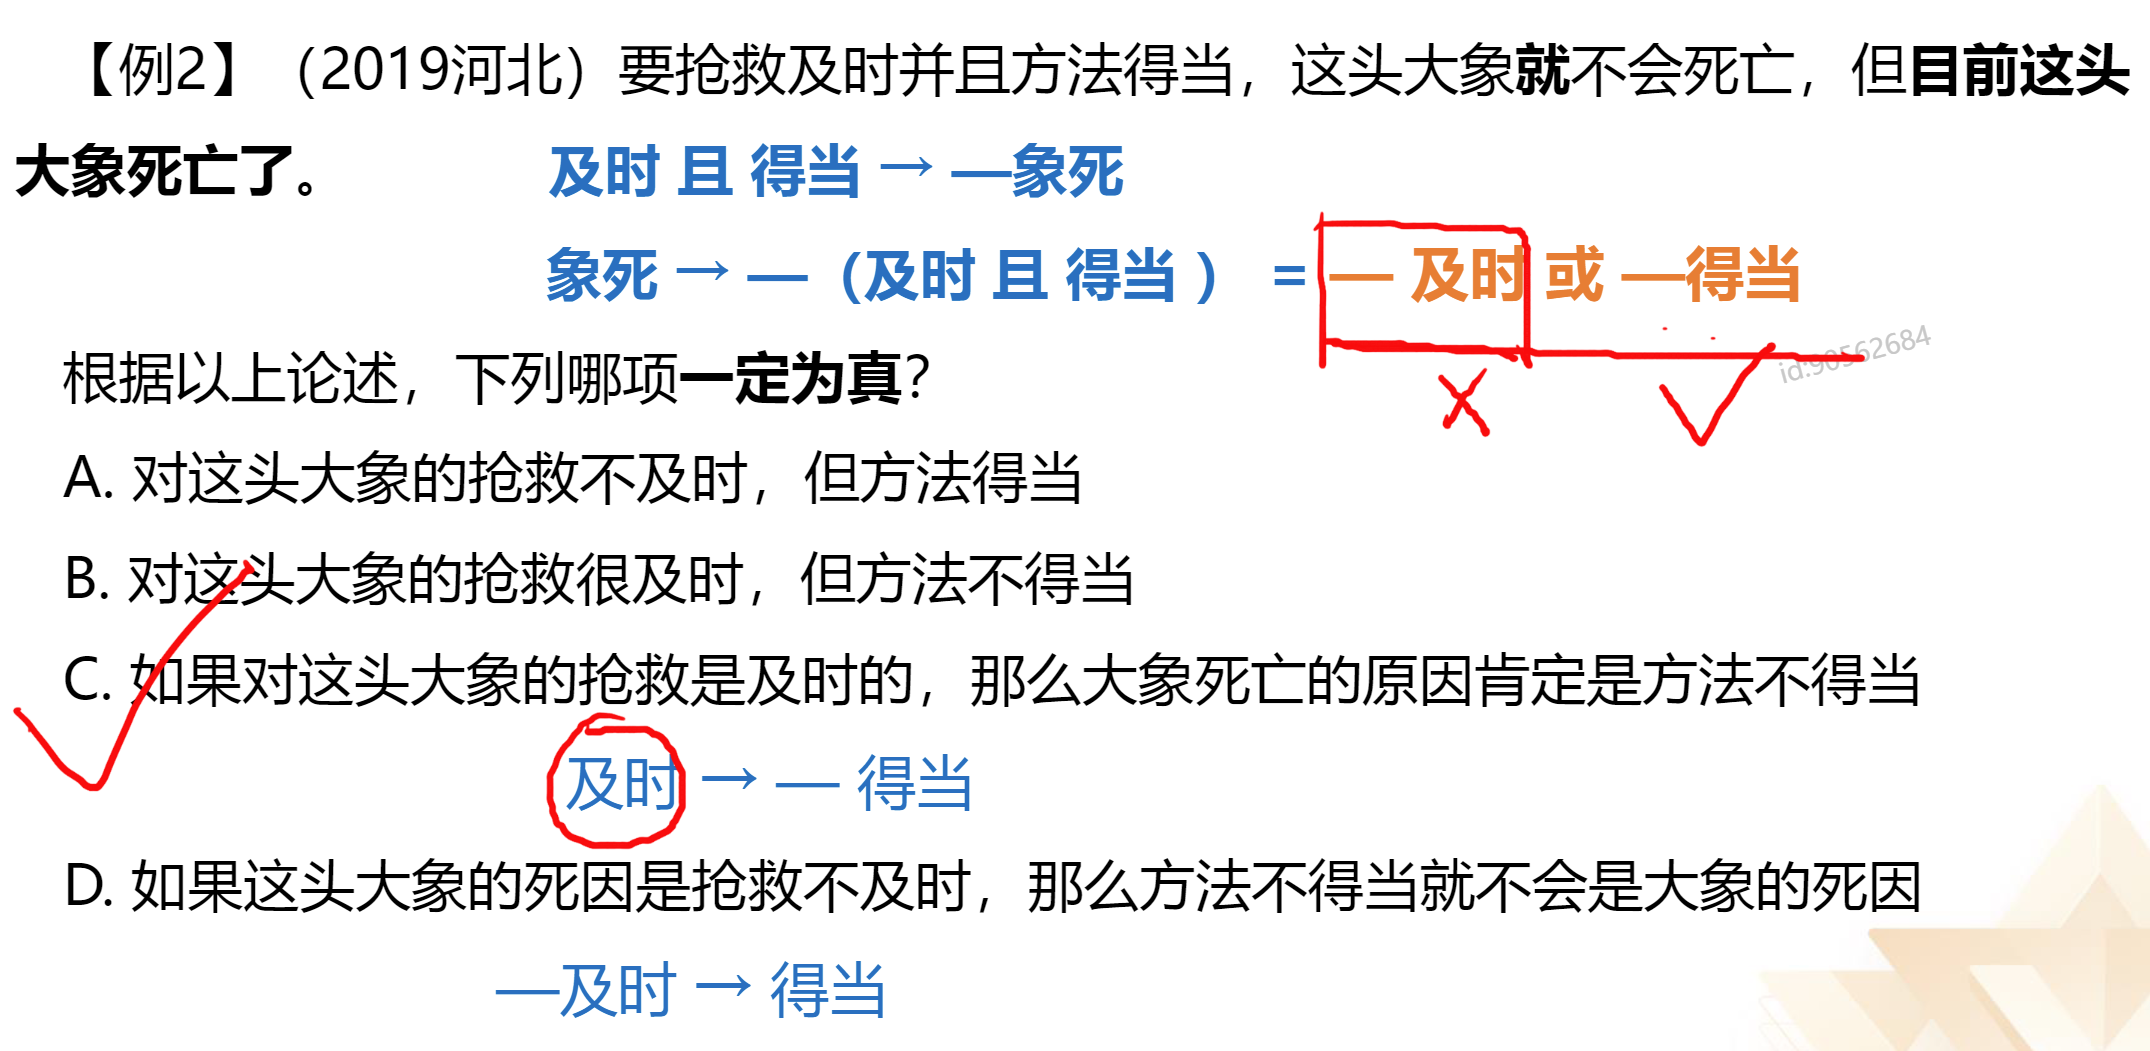 【例2】（2019河北）要抢救及时并且方法得当，这头大象就不会死亡，但目前这头
大象死亡了。
及时 且 得当 → —象死
象死 → —（及时 且 得当 ） = — 及时 或 —得当
id:90562684
根据以上论述，下列哪项一定为真？
A. 对这头大象的抢救不及时，但方法得当
B. 对这头大象的抢救很及时，但方法不得当
C. 如果对这头大象的抢救是及时的，那么大象死亡的原因肯定是方法不得当
及时 → — 得当
D. 如果这头大象的死因是抢救不及时，那么方法不得当就不会是大象的死因
—及时 → 得当